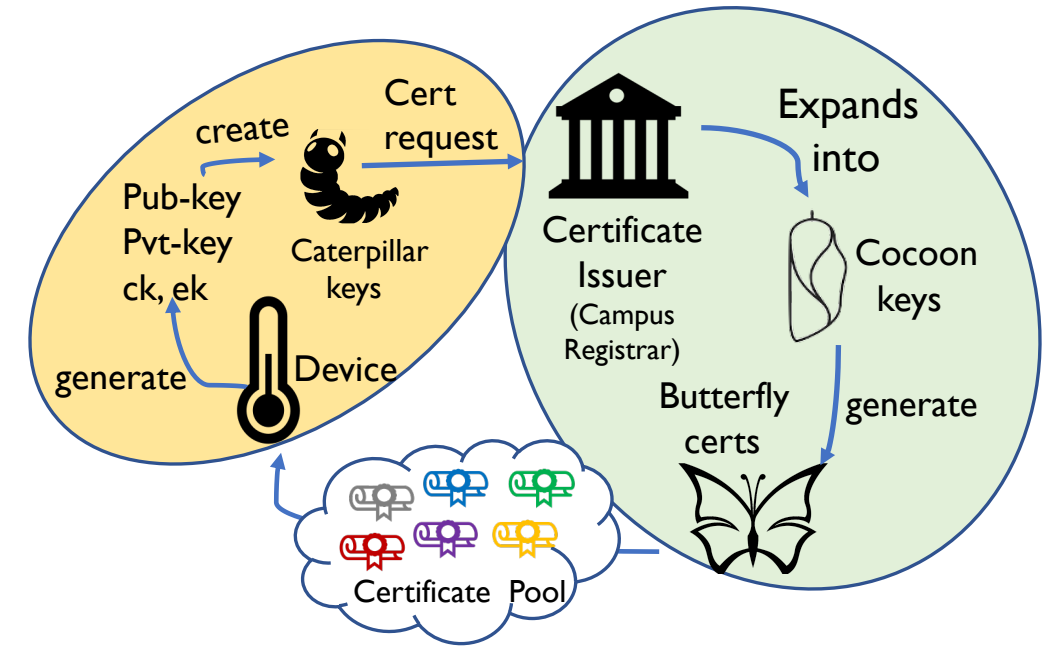 create
Cert
request
Pub-key
Pvt-key
ck, ek
Caterpillar
keys
generate
Device
Certificate
Issuer
(Campus
Registrar)
Expands
into
Cocoon
keys
generate
Butterfly
certs
Certificate Pool